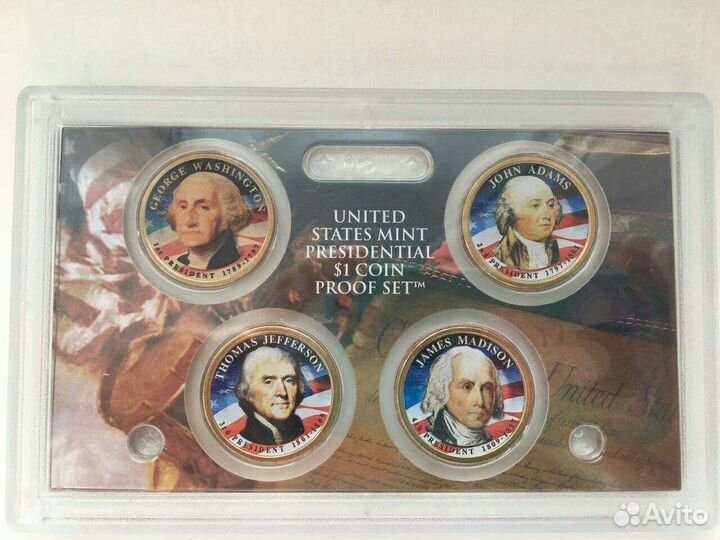 GEORGE WASHINGTON
1st PRESIDENT 1789-1797
UNITED
STATES MINT
PRESIDENTIAL
$1 COIN
PROOF SET™
JOHN ADAMS
2nd PRESIDENT 1797-1801
THOMAS JEFFERSON
3rd PRESIDENT 1801-1809
JAMES MADISON
4th PRESIDENT 1809-1817
United St
Avito